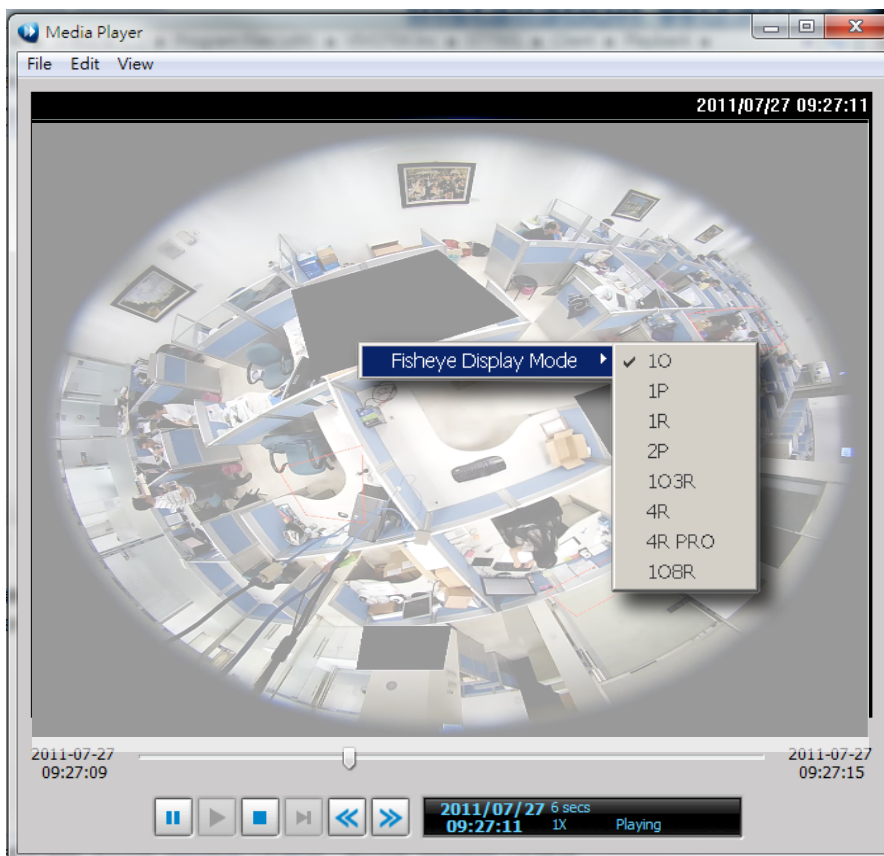 Media Player
File Edit View
2011/07/27 09:27:11
Fisheye Display Mode
1O
1P
1R
2P
1O3R
4R
4R PRO
1O8R
2011-07-27
09:27:09
2011-07-27
09:27:15
2011/07/27 6 secs
09:27:11 1X Playing